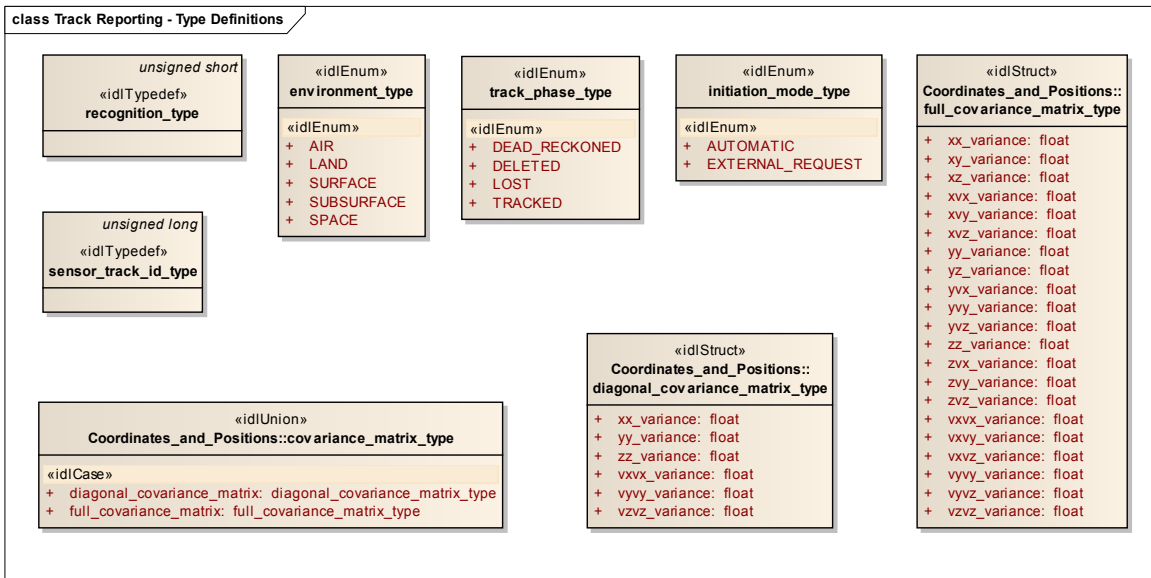 class Track Reporting - Type Definitions
unsigned short
«idlTypedef»
recognition_type
«idlEnum»
environment_type
«idlEnum»
+ AIR
+ LAND
+ SURFACE
+ SUBSURFACE
+ SPACE
«idlEnum»
track_phase_type
«idlEnum»
+ DEAD_RECKONED
+ DELETED
+ LOST
+ TRACKED
«idlEnum»
initiation_mode_type
«idlEnum»
+ AUTOMATIC
+ EXTERNAL_REQUEST
«idlStruct»
Coordinates_and_Positions::
full_covariance_matrix_type
+ xx_variance: float
+ xy_variance: float
+ xz_variance: float
+ xvx_variance: float
+ xvy_variance: float
+ xvz_variance: float
+ yy_variance: float
+ yz_variance: float
+ yvx_variance: float
+ yvy_variance: float
+ yvz_variance: float
+ zz_variance: float
+ zvx_variance: float
+ zvy_variance: float
+ zvz_variance: float
+ vxvx_variance: float
+ vxvy_variance: float
+ vxvz_variance: float
+ vyvy_variance: float
+ vyvz_variance: float
+ vzvz_variance: float
unsigned long
«idlTypedef»
sensor_track_id_type
«idlStruct»
Coordinates_and_Positions::
diagonal_covariance_matrix_type
+ xx_variance: float
+ yy_variance: float
+ zz_variance: float
+ vxvx_variance: float
+ vyvy_variance: float
+ vzvz_variance: float
«idlUnion»
Coordinates_and_Positions::covariance_matrix_type
«idlCase»
+ diagonal_covariance_matrix: diagonal_covariance_matrix_type
+ full_covariance_matrix: full_covariance_matrix_type